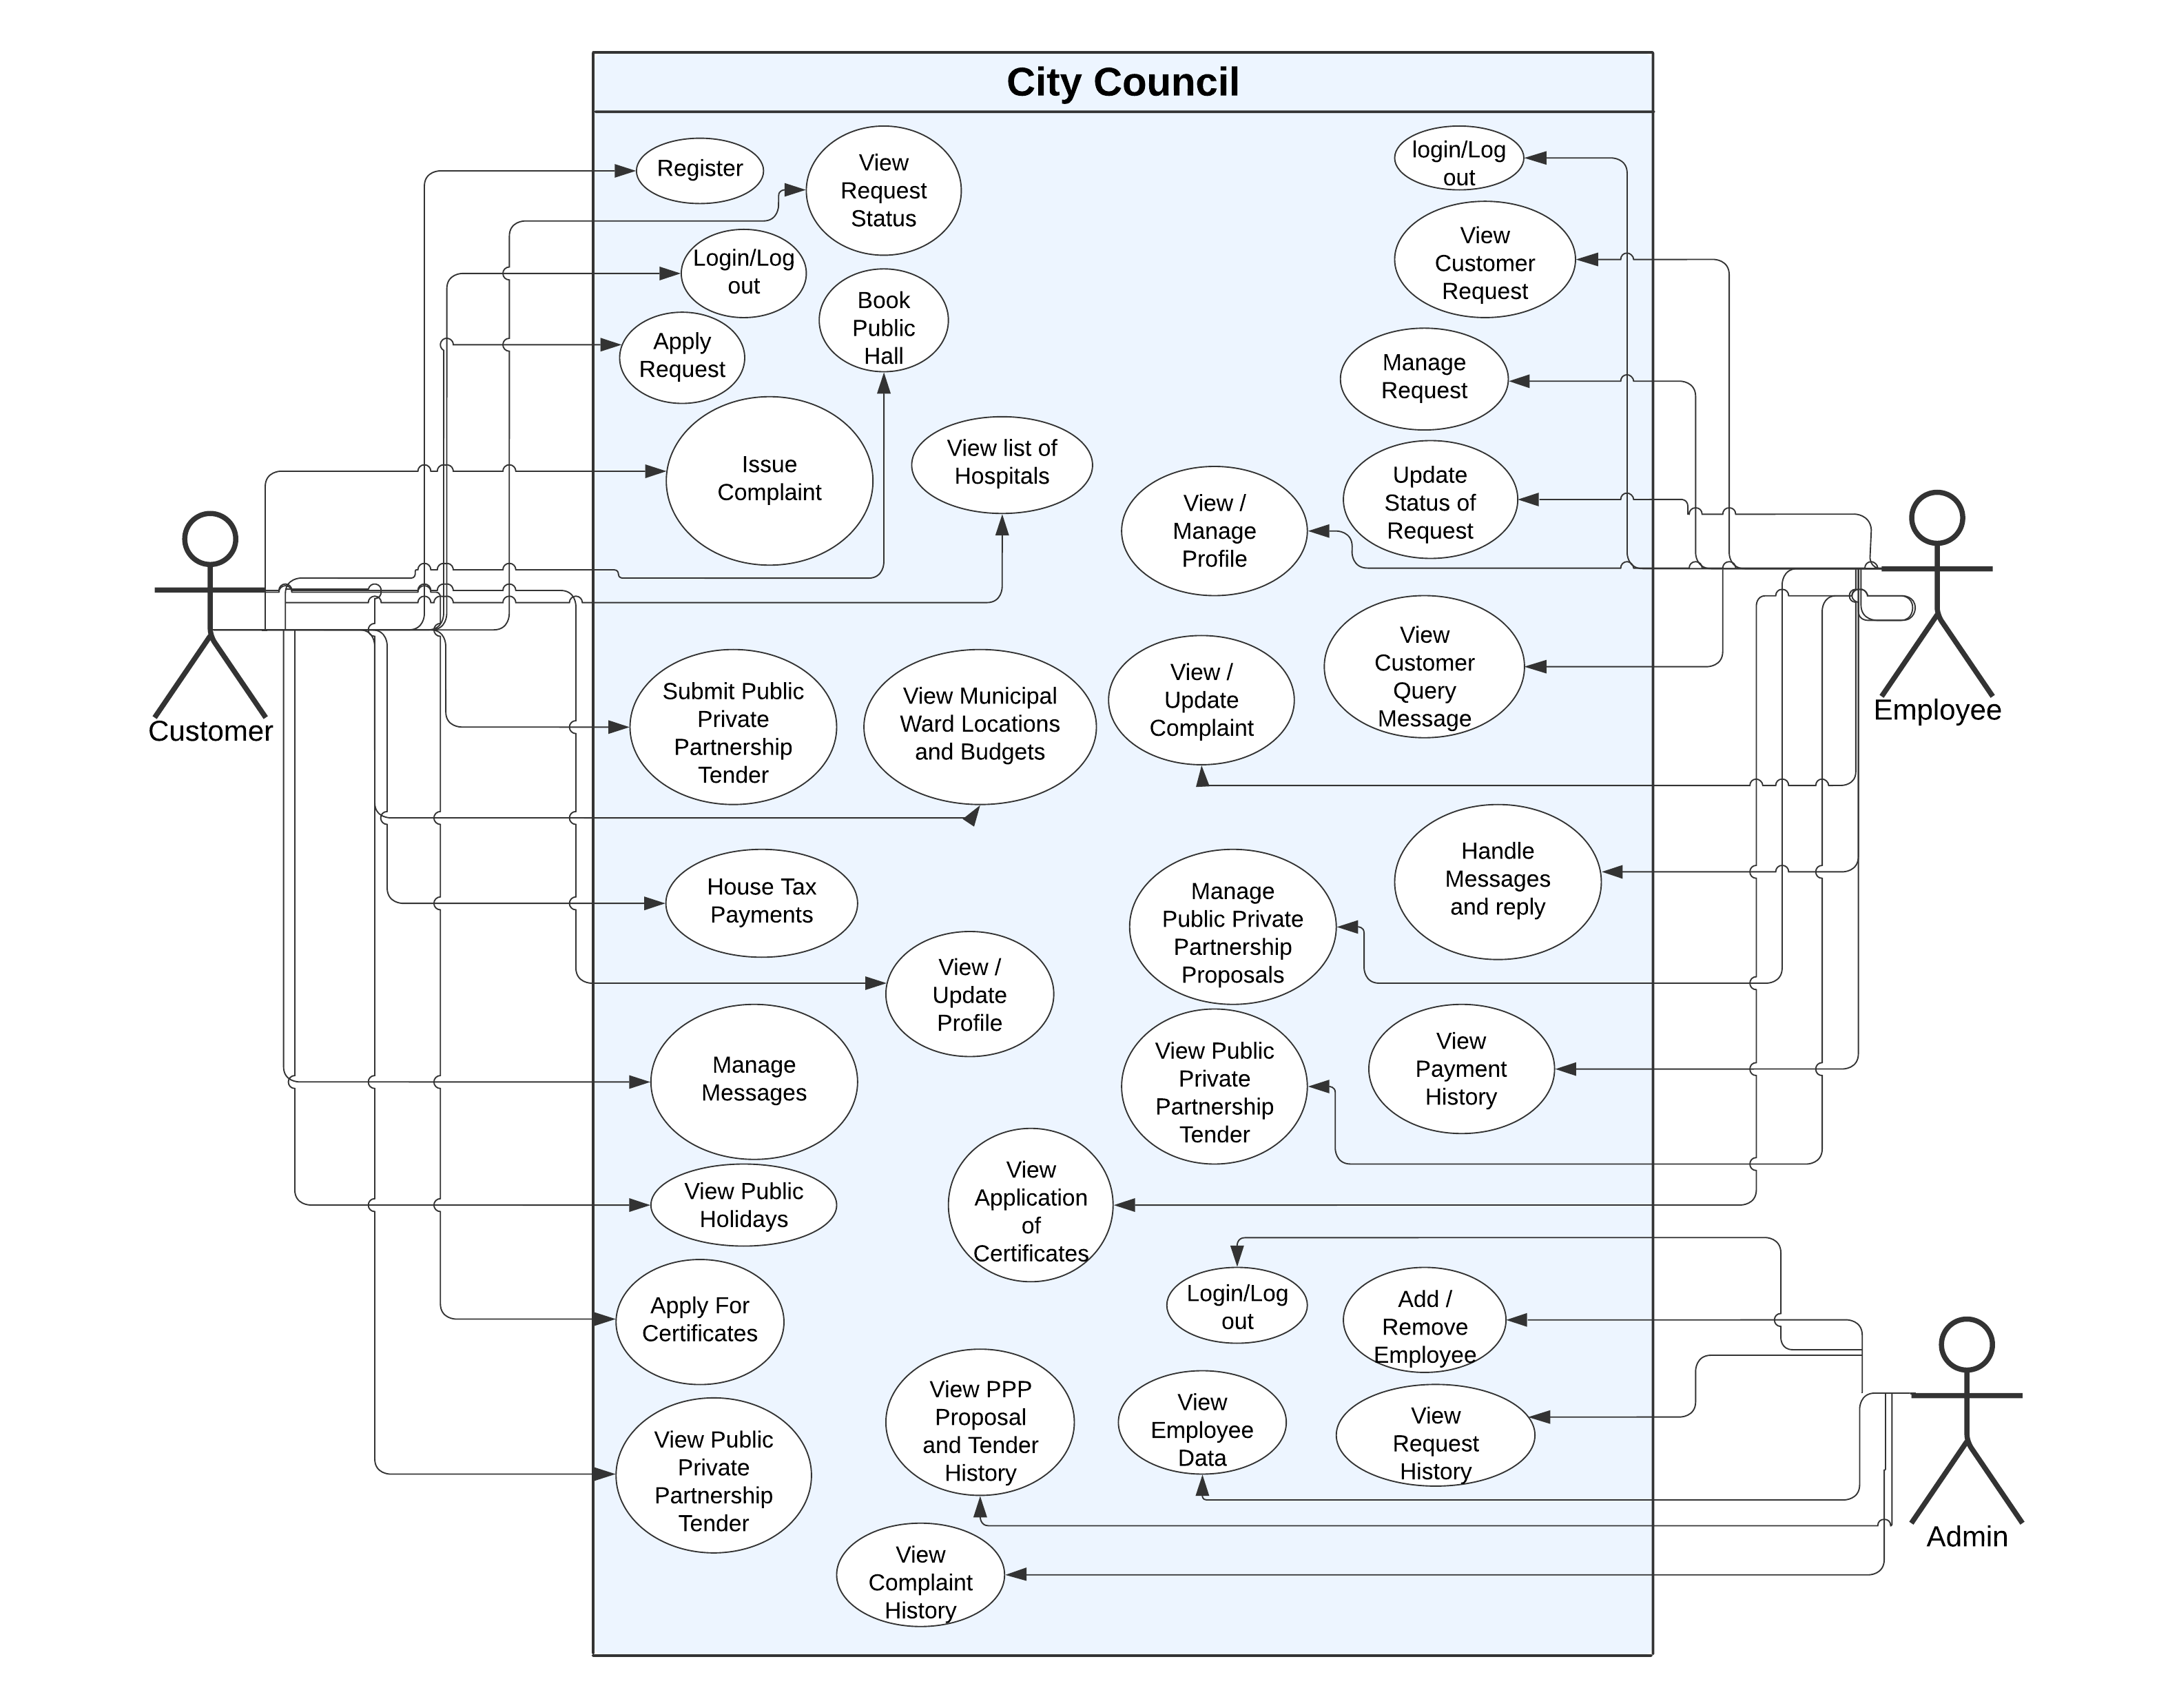 City Council
Register
View
Request
Status
Login/Log
out
Book
Public
Hall
Apply
Request
Issue
Complaint
View list of
Hospitals
login/Log
out
View
Customer
Request
Manage
Request
Update
Status of
Request
View /
Manage
Profile
Customer
Employee
Submit Public
Private
Partnership
Tender
View Municipal
Ward Locations
and Budgets
View /
Update
Complaint
View
Customer
Query
Message
House Tax
Payments
View /
Update
Profile
Manage
Public Private
Partnership
Proposals
Handle
Messages
and reply
Manage
Messages
View Public
Private
Partnership
Tender
View
Payment
History
View Public
Holidays
View
Application
of
Certificates
Apply For
Certificates
Login/Log
out
Add /
Remove
Employee
View Public
Private
Partnership
Tender
View PPP
Proposal
and Tender
History
View
Employee
Data
View
Request
History
View
Complaint
History
Admin